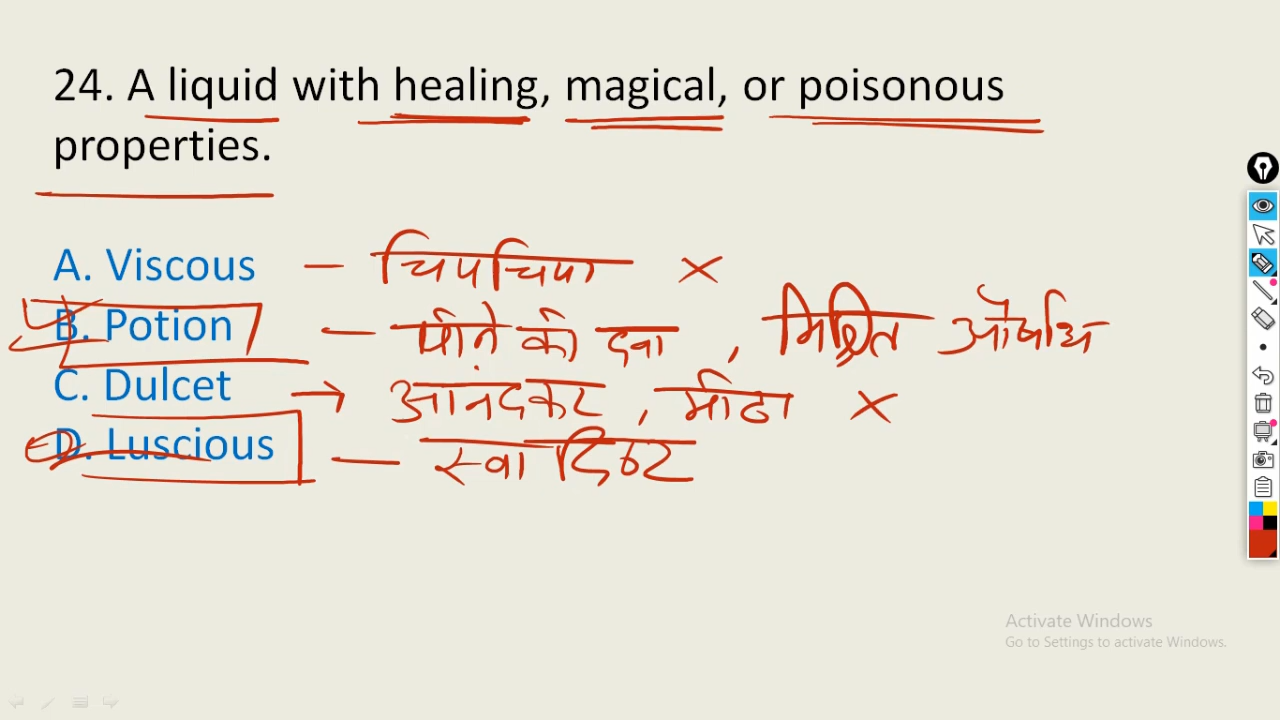 24. A liquid with healing, magical, or poisonous
properties.
A. Viscous – चिपचिपा ×
B. Potion – पीने की दवा , मिश्रित औषधि
C. Dulcet → आनंदकर , मीठा ×
D. Luscious – स्वादिष्ट
Activate Windows
Go to Settings to activate Windows.